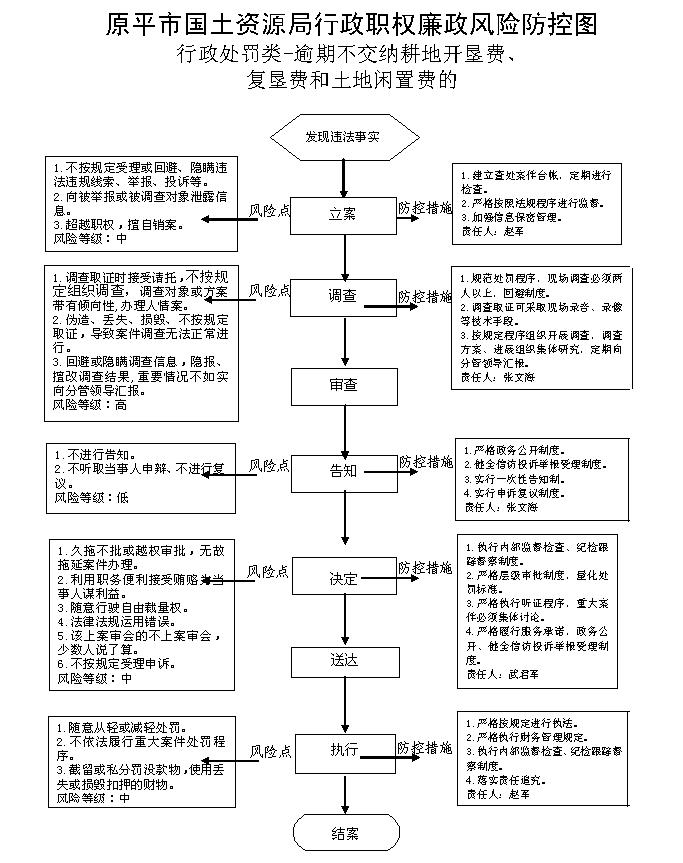 原平市国土资源局行政职权廉政风险防控图
行政处罚类-逾期不交纳耕地开垦费、
复垦费和土地闲置费的
发现违法事实
1.不按规定受理或回避、隐瞒违
法违规线索、举报、投诉等。
2.向被举报或被调查对象泄露信
息。
3.超越职权,擅自销案。
风险等级:中
风险点
立案
防控措施
1.建立查处案件台帐,定期进行
检查。
2.严格按照法规程序进行监督。
3.加强信息保密管理。
责任人:赵军
1.调查取证时接受请托,不按规
定组织调查,调查对象或方案
带有倾向性,办理人情案。
2.伪造、丢失、损毁、不按规定
取证,导致案件调查无法正常进
行。
3.回避或隐瞒调查信息,隐报、
擅改调查结果,重要情况不如实
向分管领导汇报。
风险等级:高
风险点
调查
防控措施
1.规范处罚程序,现场调查必须两
人以上,回避制度。
2.调查取证可采取现场录音、录像
等技术手段。
3.按规定程序组织开展调查,调查
方案、进展组织集体研究,定期向
分管领导汇报。
责任人:张文海
审查
1.不进行告知。
2.不听取当事人申辩、不进行复
议。
风险等级:低
风险点
告知
防控措施
1.严格政务公开制度。
2.健全信访投诉举报受理制度。
3.实行一次性告知制。
4.实行申诉复议制度。
责任人:张文海
1.久拖不批或越权审批,无故
拖延案件办理。
2.利用职务便利接受贿赂为当
事人谋利益。
3.随意行驶自由裁量权。
4.法律法规运用错误。
5.该上案审会的不上案审会,
少数人说了算。
6.不按规定受理申诉。
风险等级:中
风险点
决定
防控措施
1.执行内部监督检查、纪检跟
踪督察制度。
2.严格层级审批制度,量化处
罚标准。
3.严格执行听证程序,重大案
件必须集体讨论。
4.严格履行服务承诺,政务公
开、健全信访投诉举报受理制
度。
责任人:武君军
送达
1.随意从轻或减轻处罚。
2.不依法履行重大案件处罚程
序。
3.截留或私分罚没款物,使用丢
失或损毁扣押的财物。
风险等级:中
风险点
执行
防控措施
1.严格按规定进行执法。
2.严格执行财务管理规定。
3.执行内部监督检查、纪检跟踪督
察制度。
4.落实责任追究。
责任人:赵军
结案